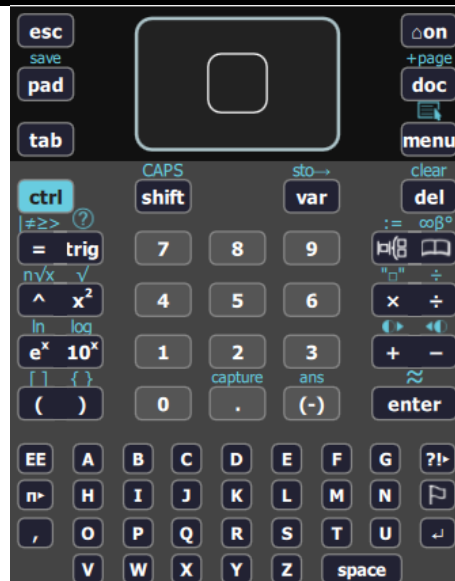 esc ⌂on
save +page
pad doc
tab menu
CAPS sto→ clear
ctrl shift var del
|≠≥> ? := ∞β°
= trig 7 8 9
n√x √ "□" ÷
^ x² 4 5 6 × ÷
ln log
eˣ 10ˣ 1 2 3 + −
[ ] { } capture ans ≈
( ) 0 . (-) enter
EE A B C D E F G ?!▸
π▸ H I J K L M N
, O P Q R S T U ↵
V W X Y Z space